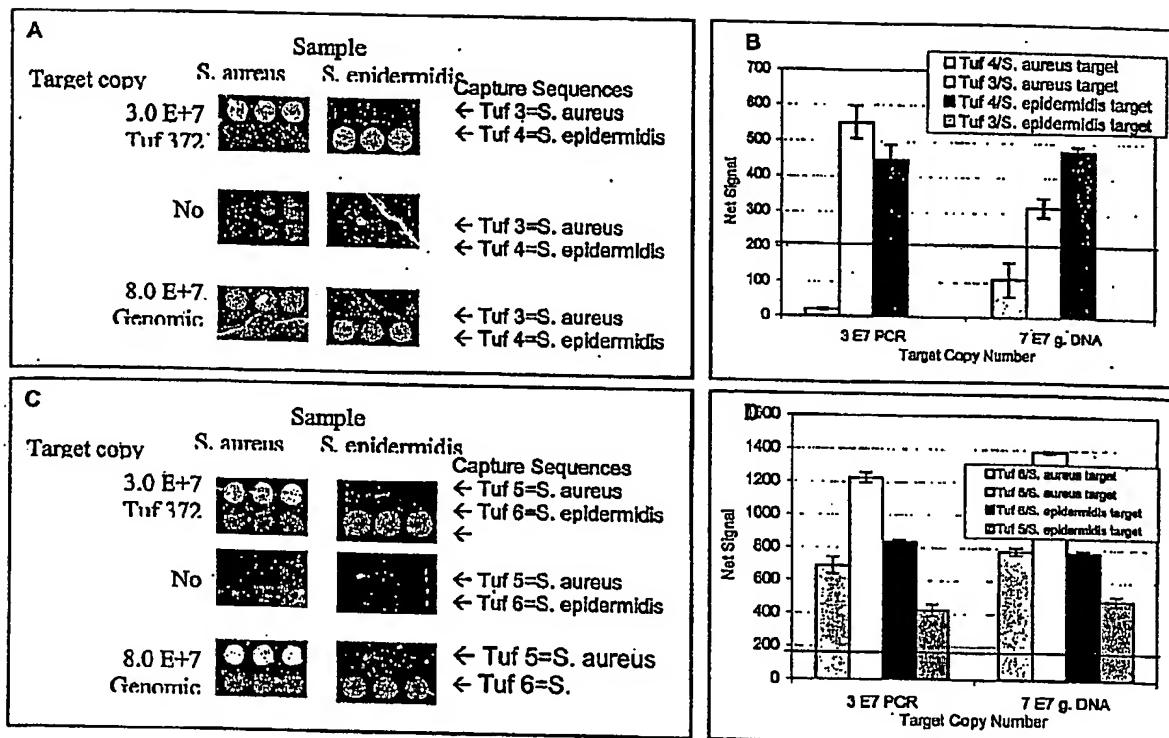 A
Sample
Target copy
S. aureus
S. epidermidis
Capture Sequences
3.0 E+7
Tuf 372
← Tuf 3=S. aureus
← Tuf 4=S. epidermidis
No
← Tuf 3=S. aureus
← Tuf 4=S. epidermidis
8.0 E+7
Genomic
← Tuf 3=S. aureus
← Tuf 4=S. epidermidis
B
Tuf 4/S. aureus target
Tuf 3/S. aureus target
Tuf 4/S. epidermidis target
Tuf 3/S. epidermidis target
Net Signal
700
600
500
400
300
200
100
0
3 E7 PCR
7 E7 g. DNA
Target Copy Number
C
Sample
Target copy
S. aureus
S. epidermidis
Capture Sequences
3.0 E+7
Tuf 372
← Tuf 5=S. aureus
← Tuf 6=S. epidermidis
←
No
← Tuf 5=S. aureus
← Tuf 6=S. epidermidis
8.0 E+7
Genomic
← Tuf 5=S. aureus
← Tuf 6=S.
D
Tuf 6/S. aureus target
Tuf 5/S. aureus target
Tuf 6/S. epidermidis target
Tuf 5/S. epidermidis target
Net Signal
1600
1400
1200
1000
800
600
400
200
0
3 E7 PCR
7 E7 g. DNA
Target Copy Number